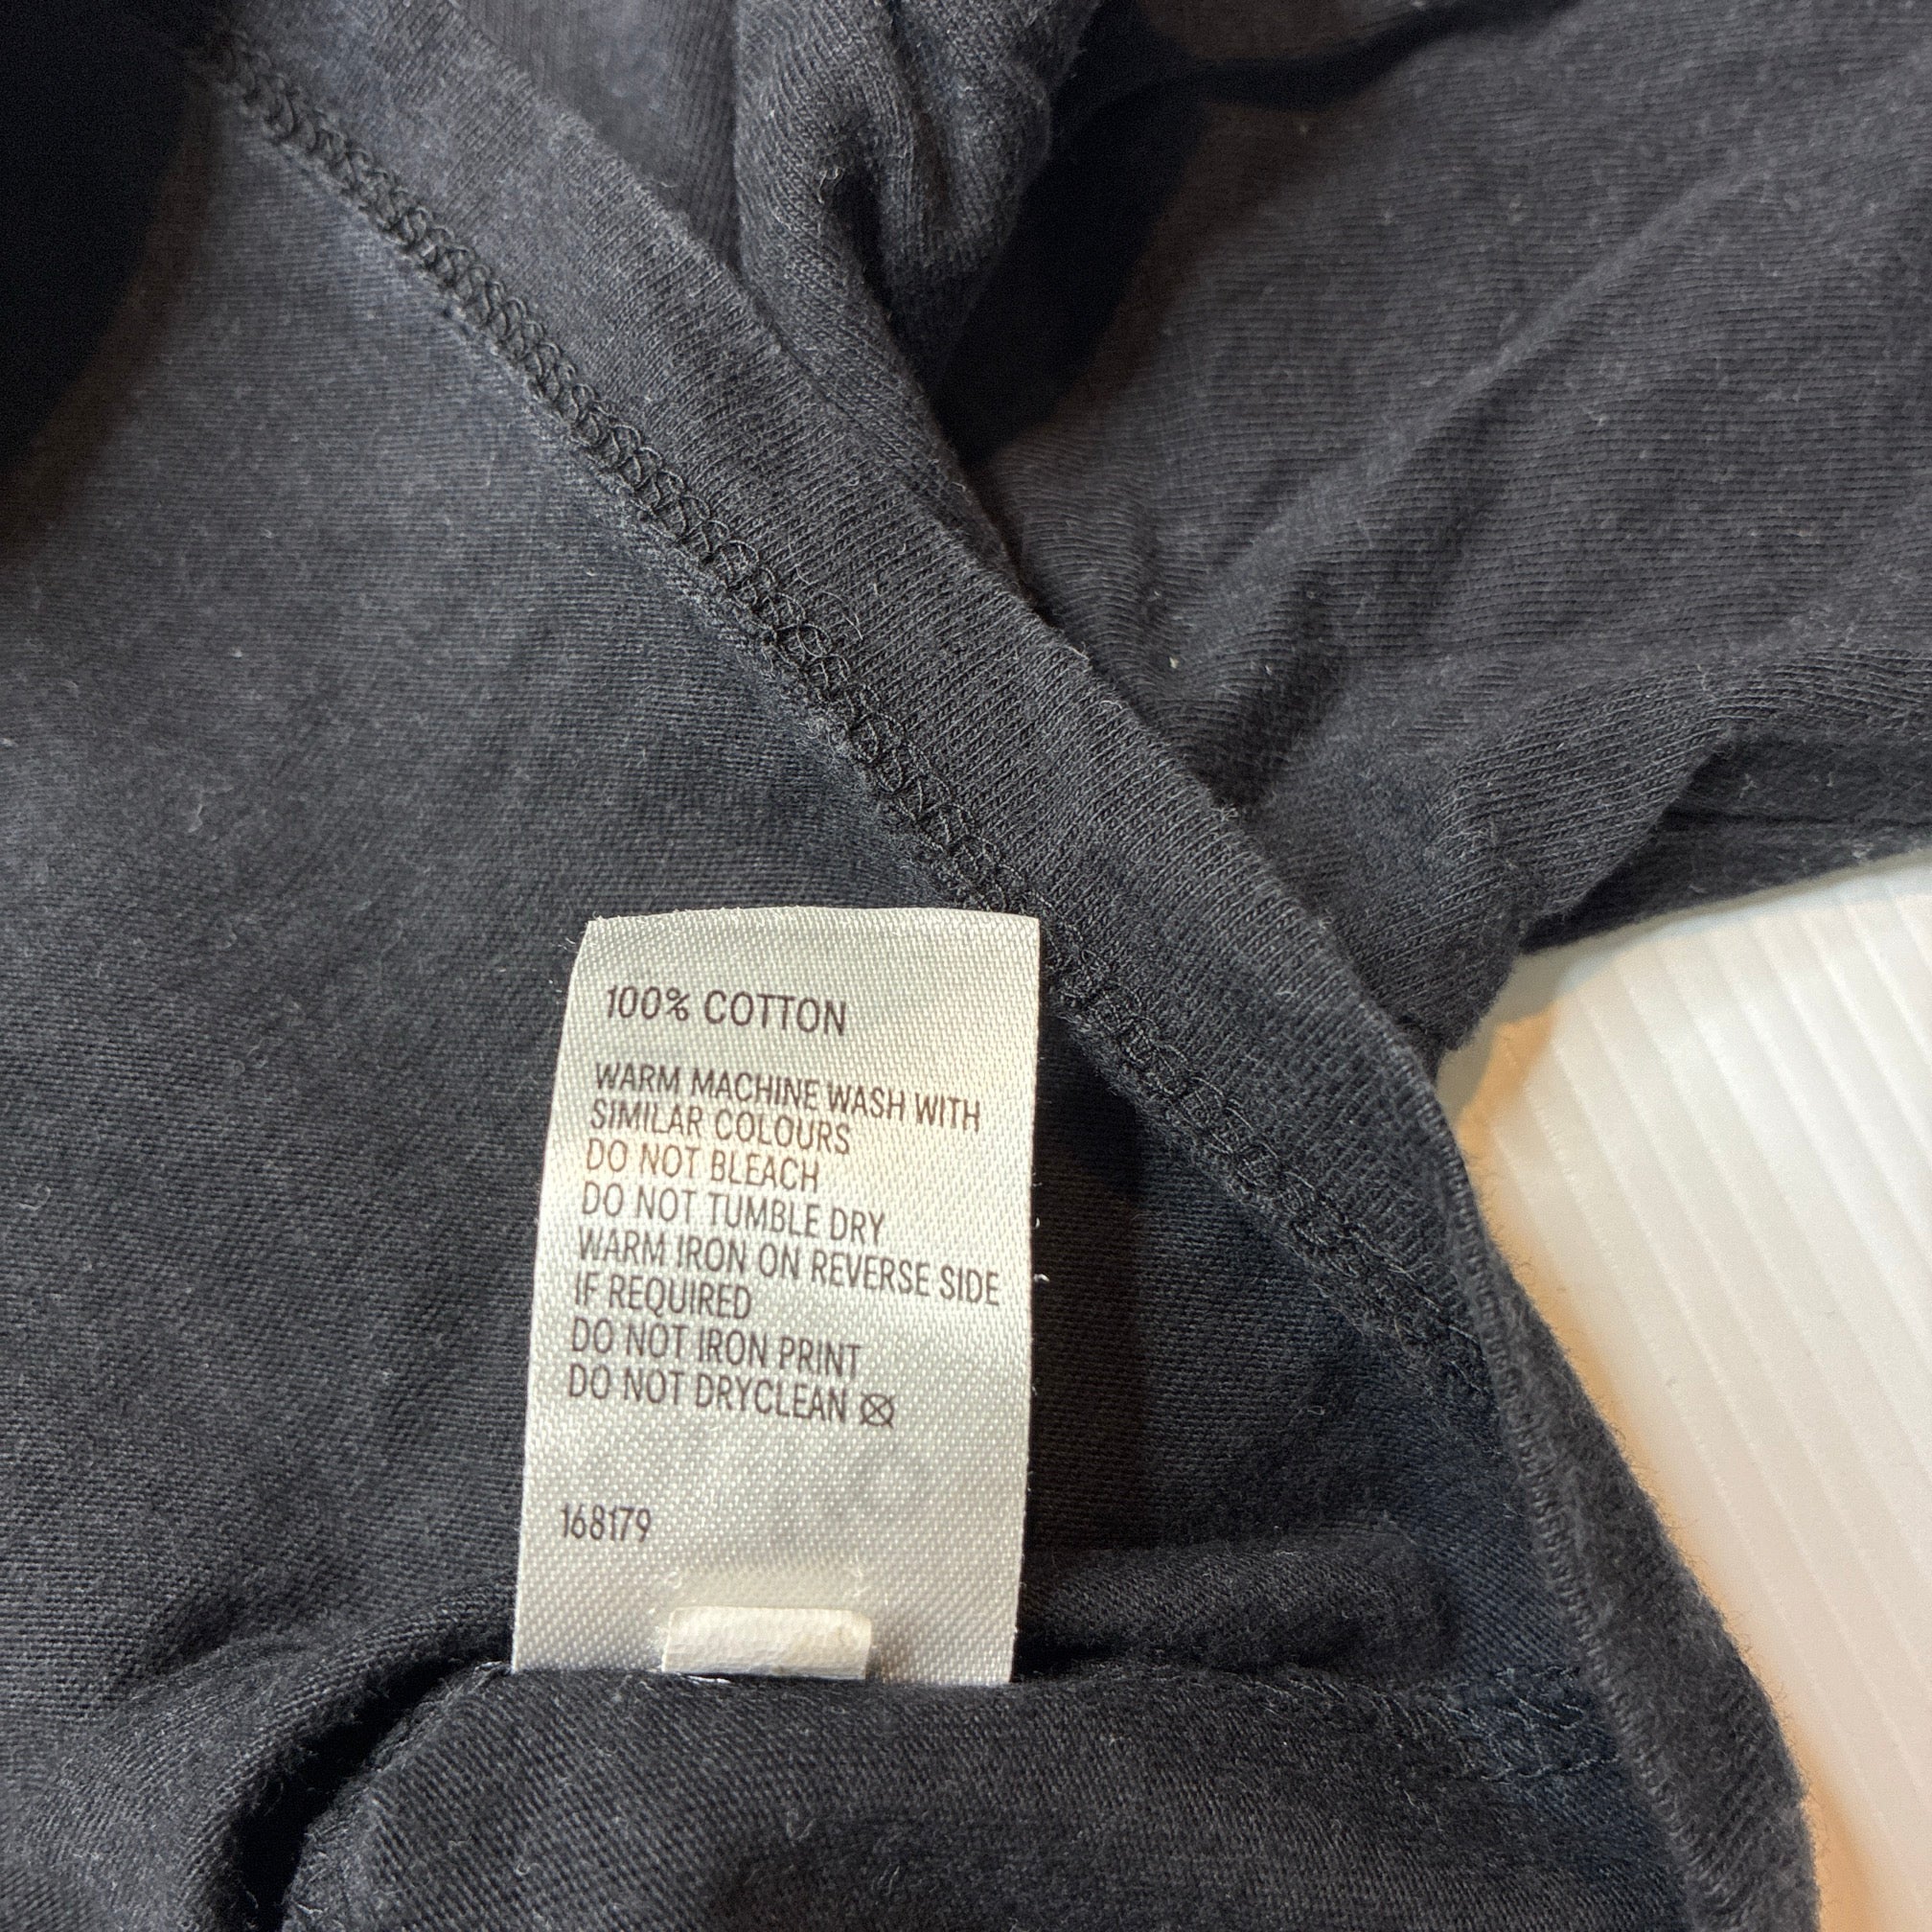 100% COTTON
WARM MACHINE WASH WITH
SIMILAR COLOURS
DO NOT BLEACH
DO NOT TUMBLE DRY
WARM IRON ON REVERSE SIDE
IF REQUIRED
DO NOT IRON PRINT
DO NOT DRYCLEAN
168179